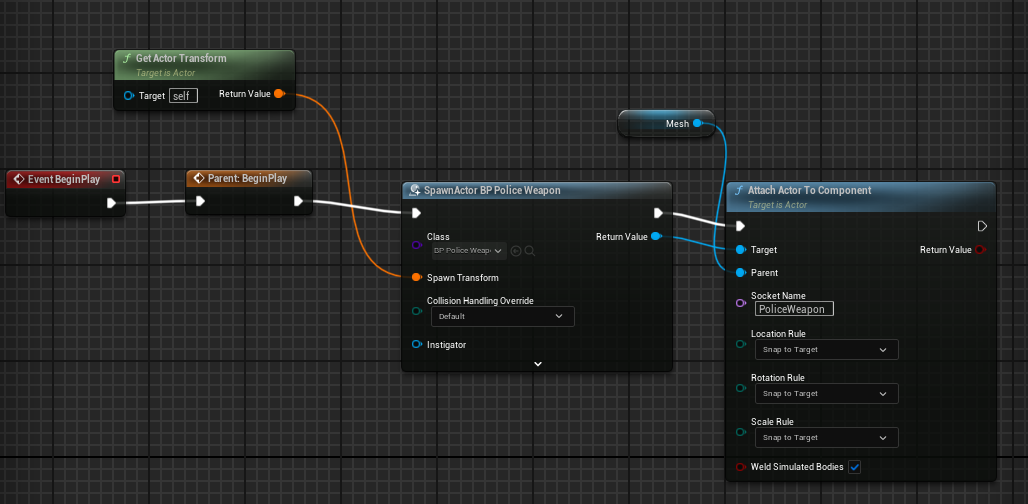 Get Actor Transform
Target is Actor
Target self Return Value
Mesh
Event BeginPlay
Parent: BeginPlay
SpawnActor BP Police Weapon
Class
BP Police Weap
Return Value
Spawn Transform
Collision Handling Override
Default
Instigator
Attach Actor To Component
Target is Actor
Target
Return Value
Parent
Socket Name
PoliceWeapon
Location Rule
Snap to Target
Rotation Rule
Snap to Target
Scale Rule
Snap to Target
Weld Simulated Bodies